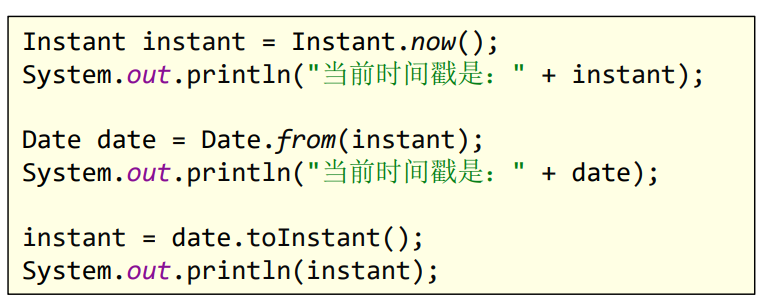 Instant instant = Instant.now();
System.out.println("当前时间戳是：" + instant);
Date date = Date.from(instant);
System.out.println("当前时间戳是：" + date);
instant = date.toInstant();
System.out.println(instant);